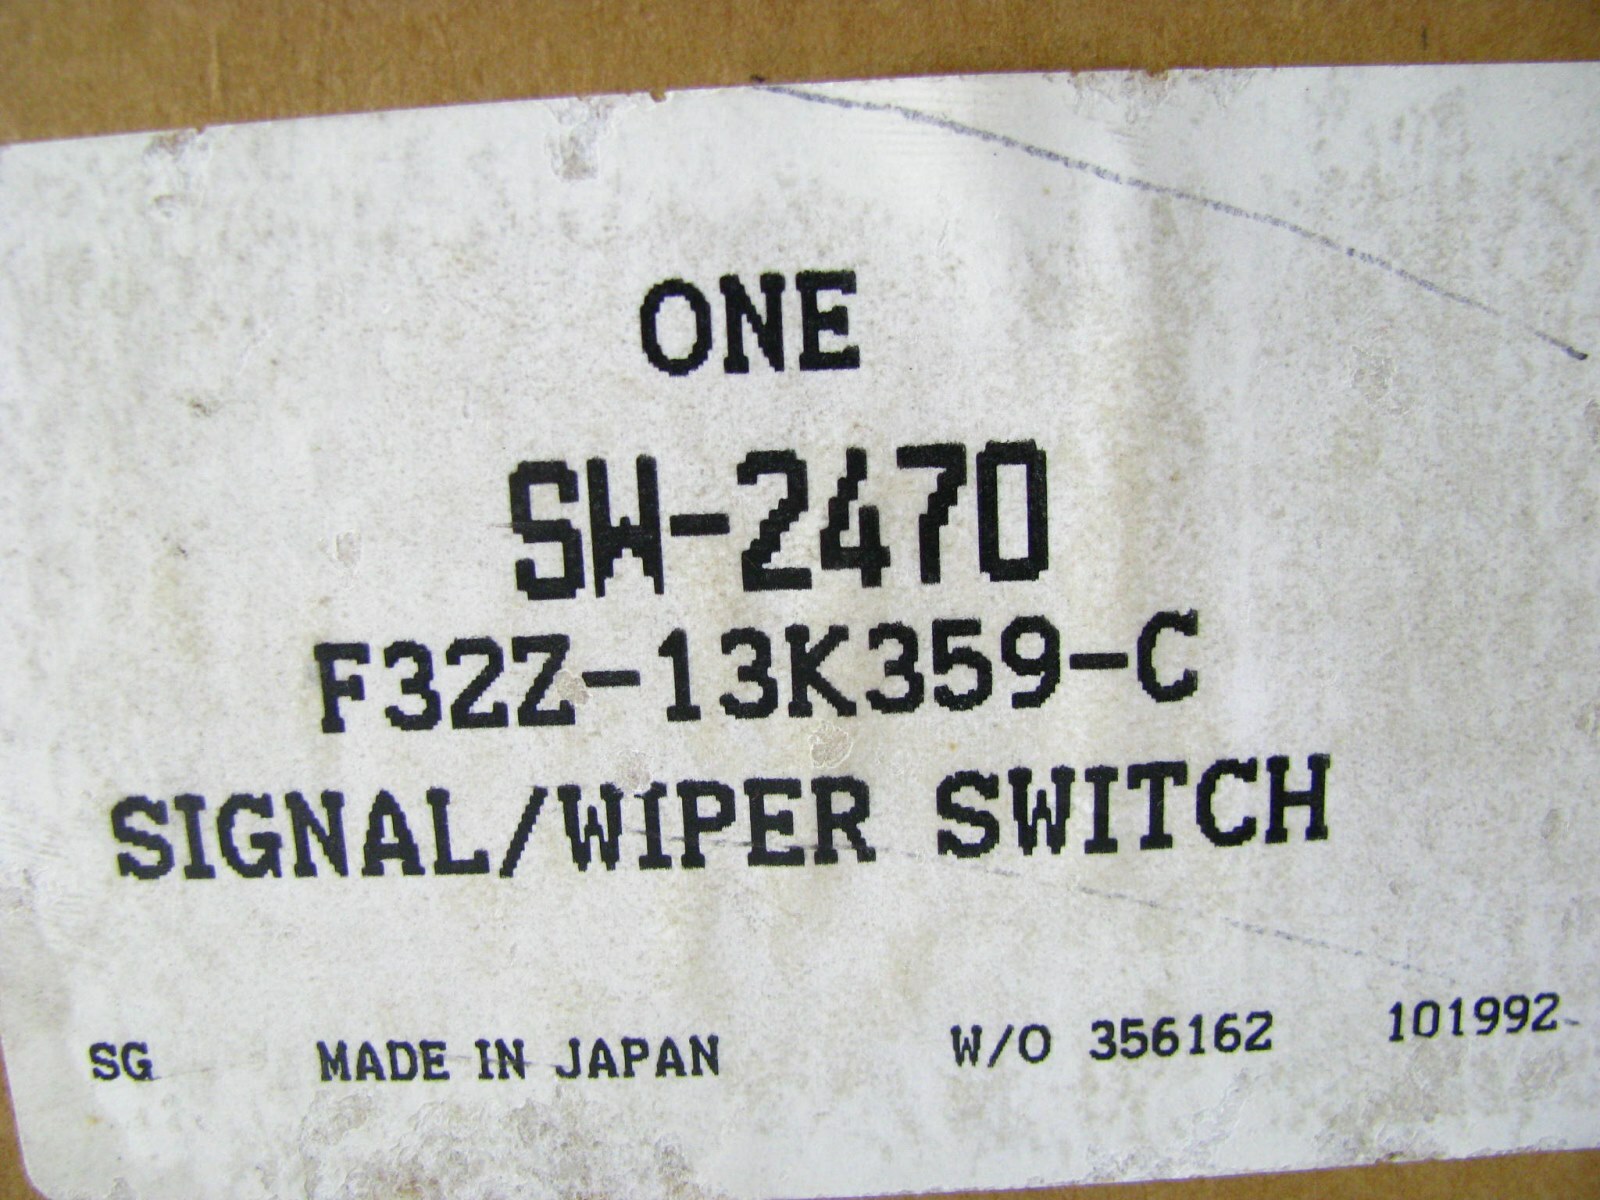 ONE
SW-2470
F32Z-13K359-C
SIGNAL/WIPER SWITCH
SG MADE IN JAPAN W/O 356162 101992